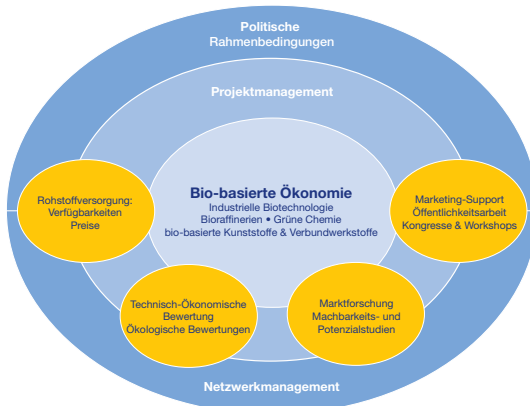 Politische
Rahmenbedingungen
Projektmanagement
Bio-basierte Ökonomie
Industrielle Biotechnologie
Bioraffinerien • Grüne Chemie
bio-basierte Kunststoffe & Verbundwerkstoffe
Rohstoffversorgung:
Verfügbarkeiten
Preise
Marketing-Support
Öffentlichkeitsarbeit
Kongresse & Workshops
Technisch-Ökonomische
Bewertung
Ökologische Bewertungen
Marktforschung
Machbarkeits- und
Potenzialstudien
Netzwerkmanagement